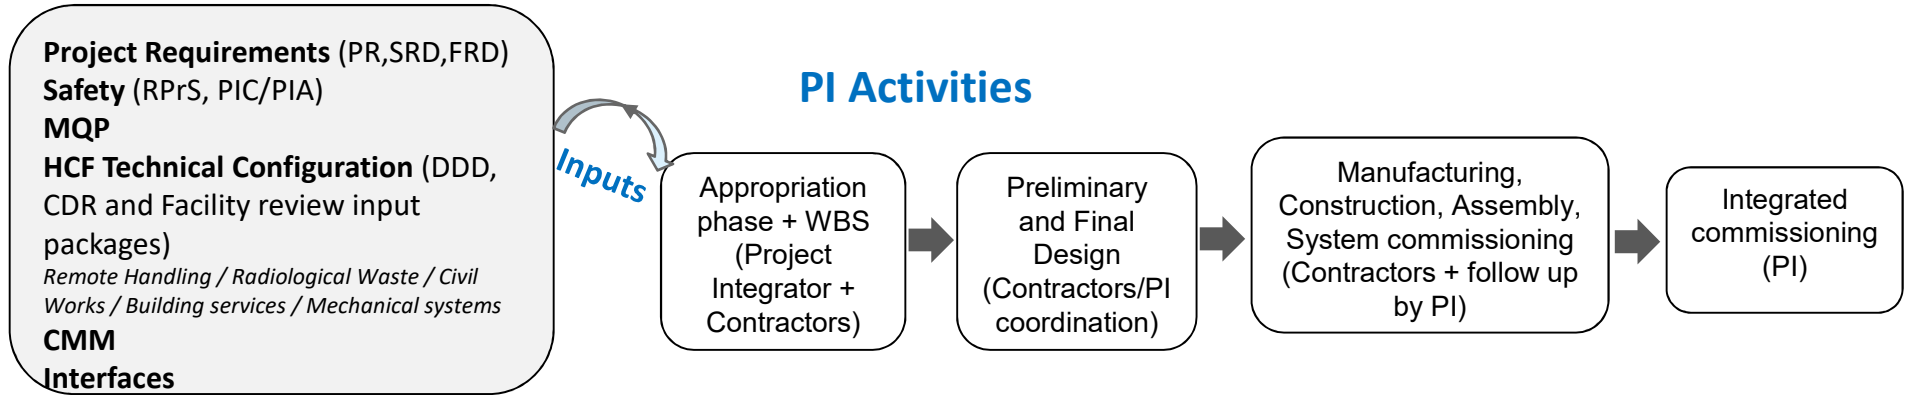 Project Requirements (PR,SRD,FRD)
Safety (RPrS, PIC/PIA)
MQP
HCF Technical Configuration (DDD,
CDR and Facility review input
packages)
Remote Handling / Radiological Waste / Civil
Works / Building services / Mechanical systems
CMM
Interfaces
Inputs
PI Activities
Appropriation
phase + WBS
(Project
Integrator +
Contractors)
Preliminary
and Final
Design
(Contractors/PI
coordination)
Manufacturing,
Construction, Assembly,
System commissioning
(Contractors + follow up
by PI)
Integrated
commissioning
(PI)